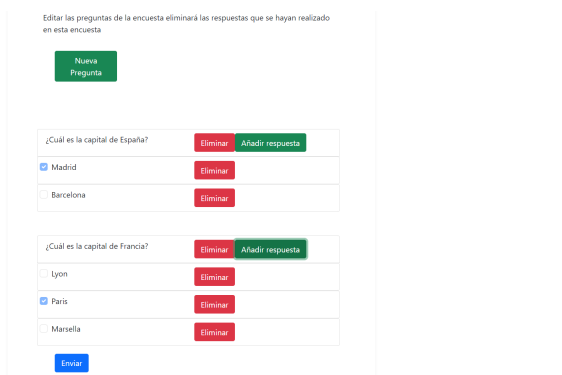 Editar las preguntas de la encuesta eliminará las respuestas que se hayan realizado
en esta encuesta
Nueva
Pregunta
¿Cuál es la capital de España?
Eliminar
Añadir respuesta
Madrid
Eliminar
Barcelona
Eliminar
¿Cuál es la capital de Francia?
Eliminar
Añadir respuesta
Lyon
Eliminar
Paris
Eliminar
Marsella
Eliminar
Enviar